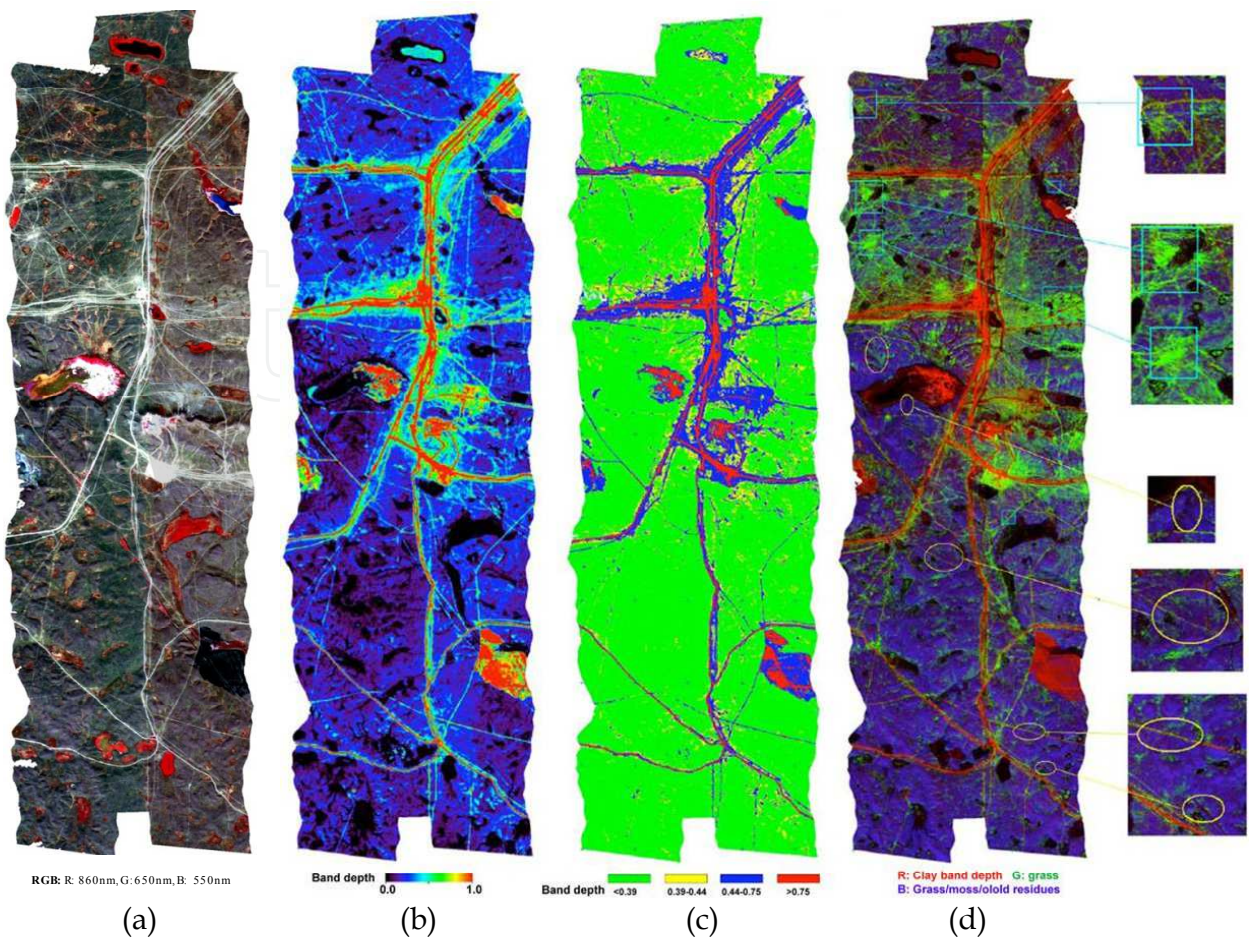 RGB: R: 860nm, G:650nm, B: 550nm
Band depth
0.0 1.0
Band depth <0.39 0.39-0.44 0.44-0.75 >0.75
R: Clay band depth G: grass
B: Grass/moss/olold residues
(a) (b) (c) (d)